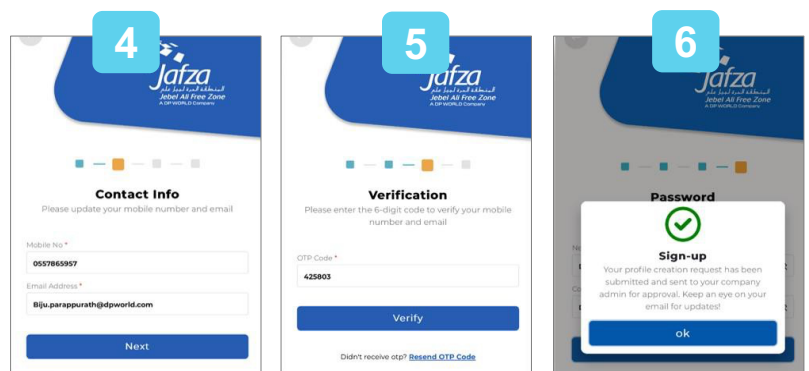 4
Jafza
المنطقة الحرة لجبل علي
Jebel Ali Free Zone
A DP WORLD Company
Contact Info
Please update your mobile number and email
Mobile No *
0557865957
Email Address *
Biju.parappurath@dpworld.com
Next
5
Jafza
المنطقة الحرة لجبل علي
Jebel Ali Free Zone
A DP WORLD Company
Verification
Please enter the 6-digit code to verify your mobile
number and email
OTP Code *
425803
Verify
Didn't receive otp? Resend OTP Code
6
Jafza
المنطقة الحرة لجبل علي
Jebel Ali Free Zone
A DP WORLD Company
Password
Sign-up
Your profile creation request has been
submitted and sent to your company
admin for approval. Keep an eye on your
email for updates!
ok